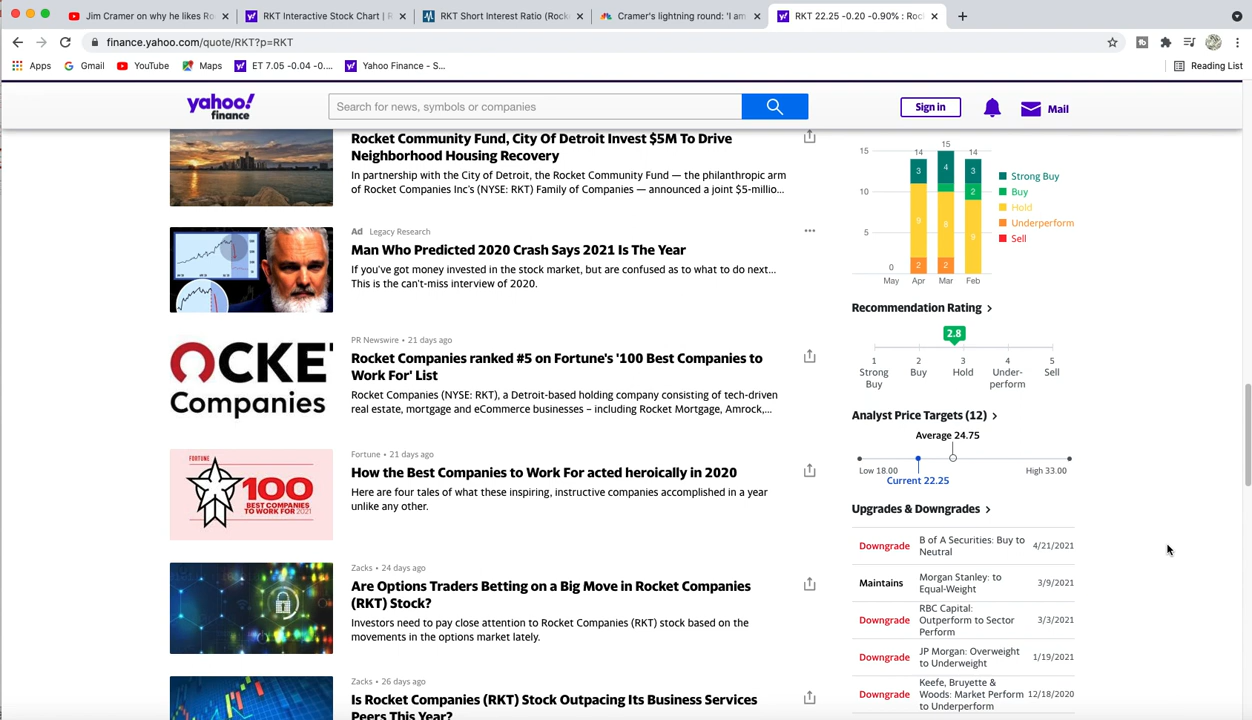 Jim Cramer on why he likes Ro
RKT Interactive Stock Chart | R
RKT Short Interest Ratio (Rock
Cramer's lightning round: 'I am
RKT 22.25 -0.20 -0.90% : Roc
finance.yahoo.com/quote/RKT?p=RKT
Apps
Gmail
YouTube
Maps
ET 7.05 -0.04 -0....
Yahoo Finance - S...
Reading List
yahoo!
finance
Search for news, symbols or companies
Sign in
Mail
Rocket Community Fund, City Of Detroit Invest $5M To Drive
Neighborhood Housing Recovery
In partnership with the City of Detroit, the Rocket Community Fund — the philanthropic arm
of Rocket Companies Inc's (NYSE: RKT) Family of Companies — announced a joint $5-millio...
Ad Legacy Research
Man Who Predicted 2020 Crash Says 2021 Is The Year
If you've got money invested in the stock market, but are confused as to what to do next...
This is the can't-miss interview of 2020.
OCKET
Companies
PR Newswire • 21 days ago
Rocket Companies ranked #5 on Fortune's '100 Best Companies to
Work For' List
Rocket Companies (NYSE: RKT), a Detroit-based holding company consisting of tech-driven
real estate, mortgage and eCommerce businesses – including Rocket Mortgage, Amrock,...
FORTUNE
100
BEST COMPANIES
TO WORK FOR 2021
Fortune • 21 days ago
How the Best Companies to Work For acted heroically in 2020
Here are four tales of what these inspiring, instructive companies accomplished in a year
unlike any other.
Zacks • 24 days ago
Are Options Traders Betting on a Big Move in Rocket Companies
(RKT) Stock?
Investors need to pay close attention to Rocket Companies (RKT) stock based on the
movements in the options market lately.
Zacks • 26 days ago
Is Rocket Companies (RKT) Stock Outpacing Its Business Services
Peers This Year?
15
10
5
0
14
15
14
3
4
3
2
9
8
9
2
2
May
Apr
Mar
Feb
Strong Buy
Buy
Hold
Underperform
Sell
Recommendation Rating
2.8
1
Strong
Buy
2
Buy
3
Hold
4
Under-
perform
5
Sell
Analyst Price Targets (12)
Average 24.75
Low 18.00
High 33.00
Current 22.25
Upgrades & Downgrades
Downgrade
B of A Securities: Buy to
Neutral
4/21/2021
Maintains
Morgan Stanley: to
Equal-Weight
3/9/2021
Downgrade
RBC Capital:
Outperform to Sector
Perform
3/3/2021
Downgrade
JP Morgan: Overweight
to Underweight
1/19/2021
Downgrade
Keefe, Bruyette &
Woods: Market Perform
to Underperform
12/18/2020